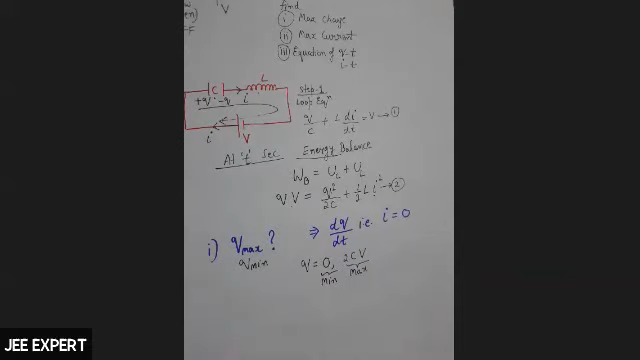 V
find
(i) Max Charge
(ii) Max Current
(iii) Equation of q-t
i-t
C L
+q -q i
i V
Step-1
Loop Eqn
q/C + L di/dt = V → (1)
At 't' Sec Energy Balance
WB = UL + UL
qV = q²/2C + 1/2 L i² → (2)
i) qmax? ⇒ dq/dt i.e. i = 0
qmin q = 0, 2CV
min max
JEE EXPERT